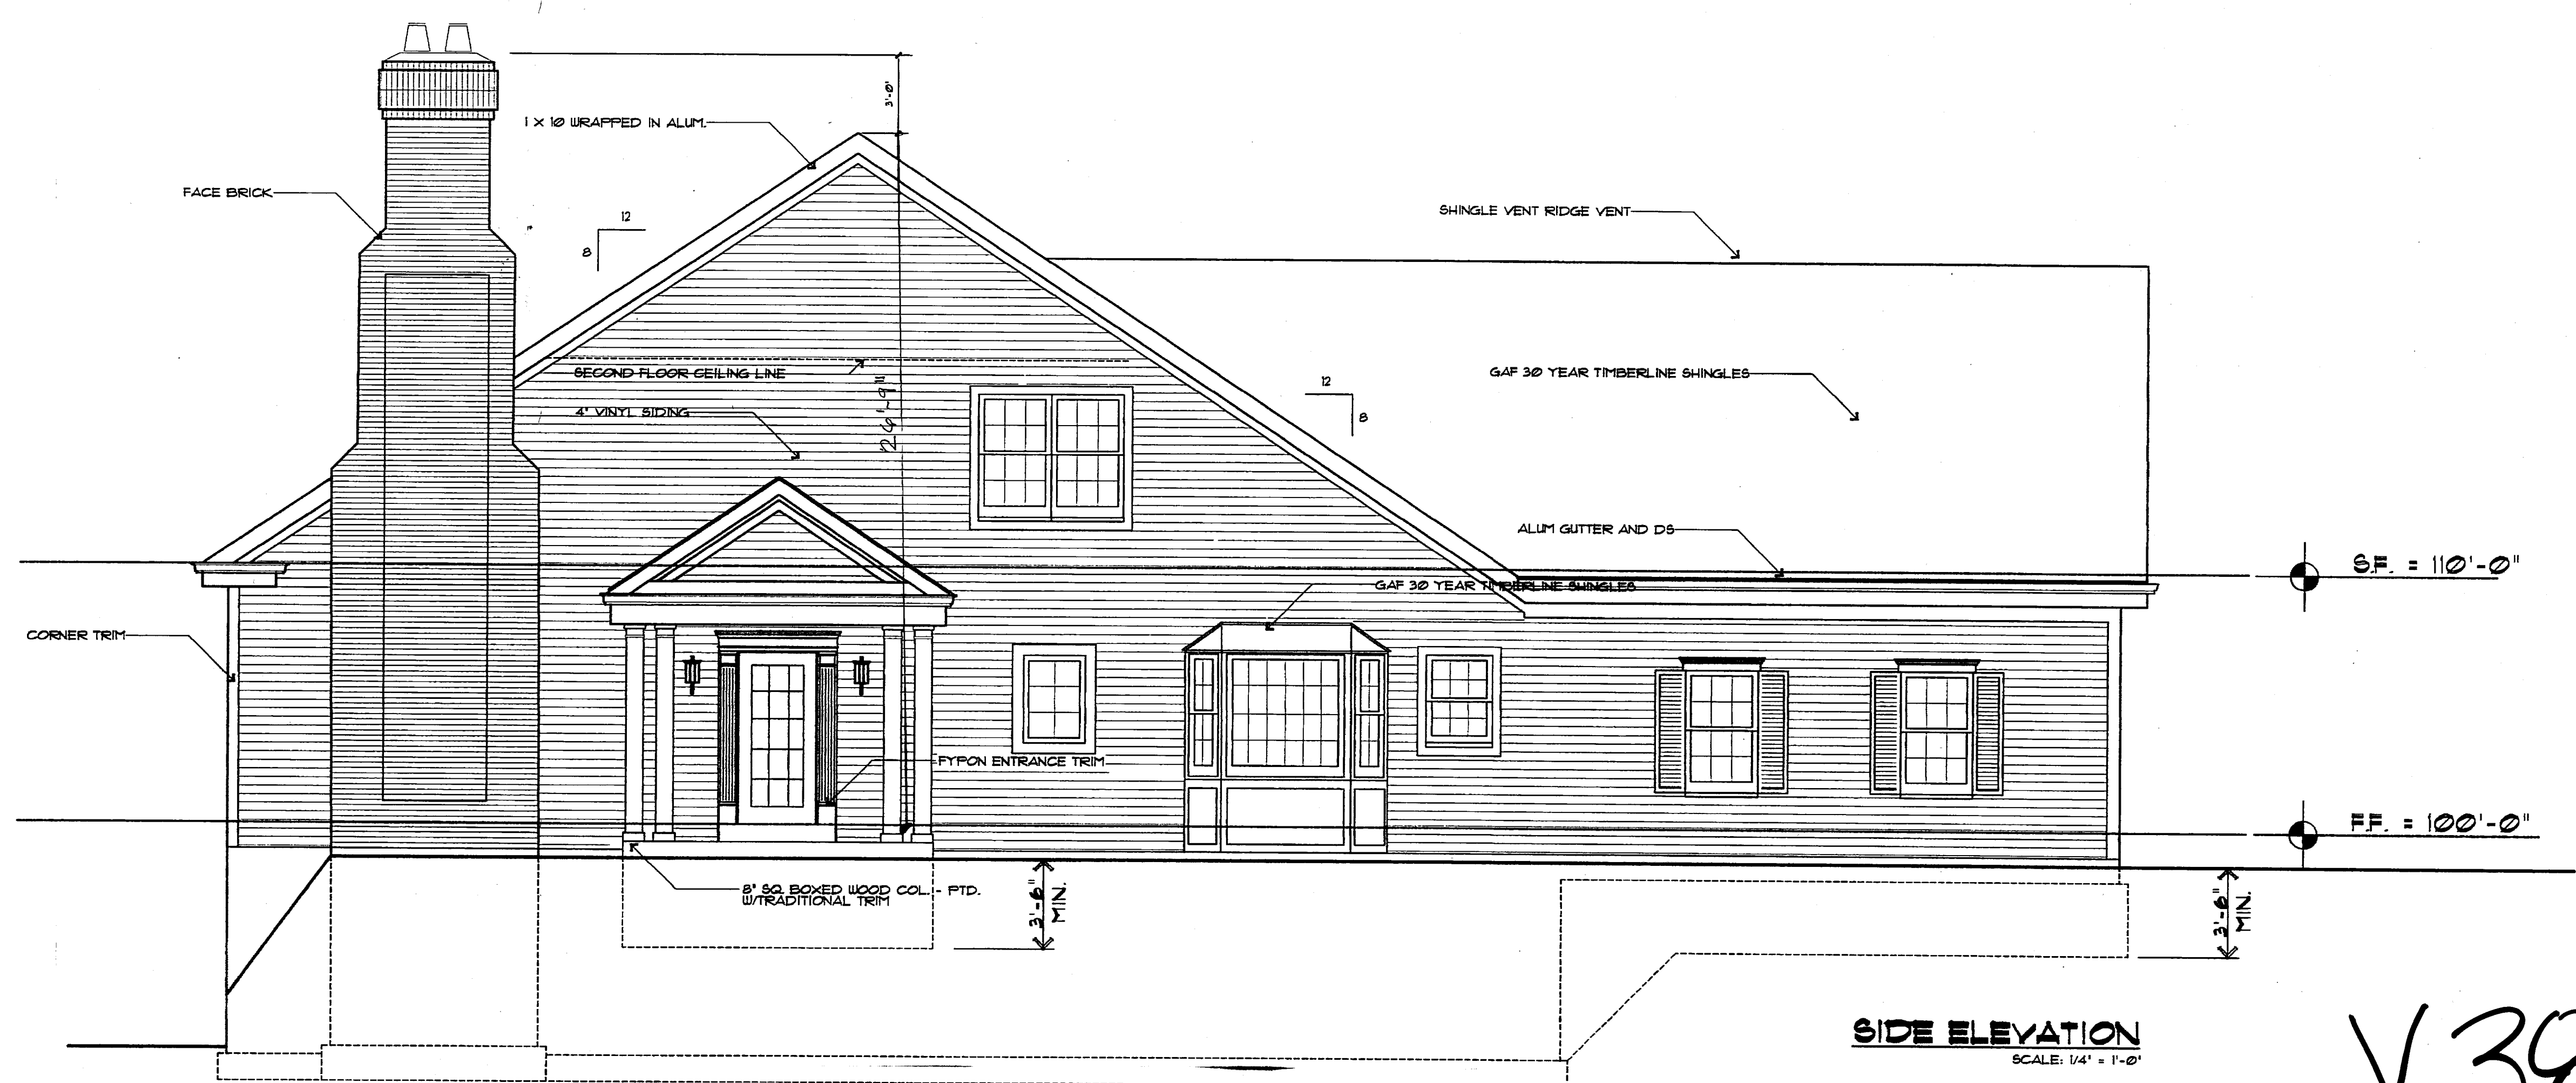 3'-0"
1 X 10 WRAPPED IN ALUM.
FACE BRICK
12
8
SHINGLE VENT RIDGE VENT
SECOND FLOOR CEILING LINE
26'-9"
12
8
GAF 30 YEAR TIMBERLINE SHINGLES
4" VINYL SIDING
ALUM GUTTER AND DS
S.F. = 110'-0"
GAF 30 YEAR TIMBERLINE SHINGLES
CORNER TRIM
FYPON ENTRANCE TRIM
F.F. = 100'-0"
8" SQ. BOXED WOOD COL. - PTD.
W/TRADITIONAL TRIM
3'-6"
MIN.
3'-6"
MIN.
SIDE ELEVATION
SCALE: 1/4" = 1'-0"